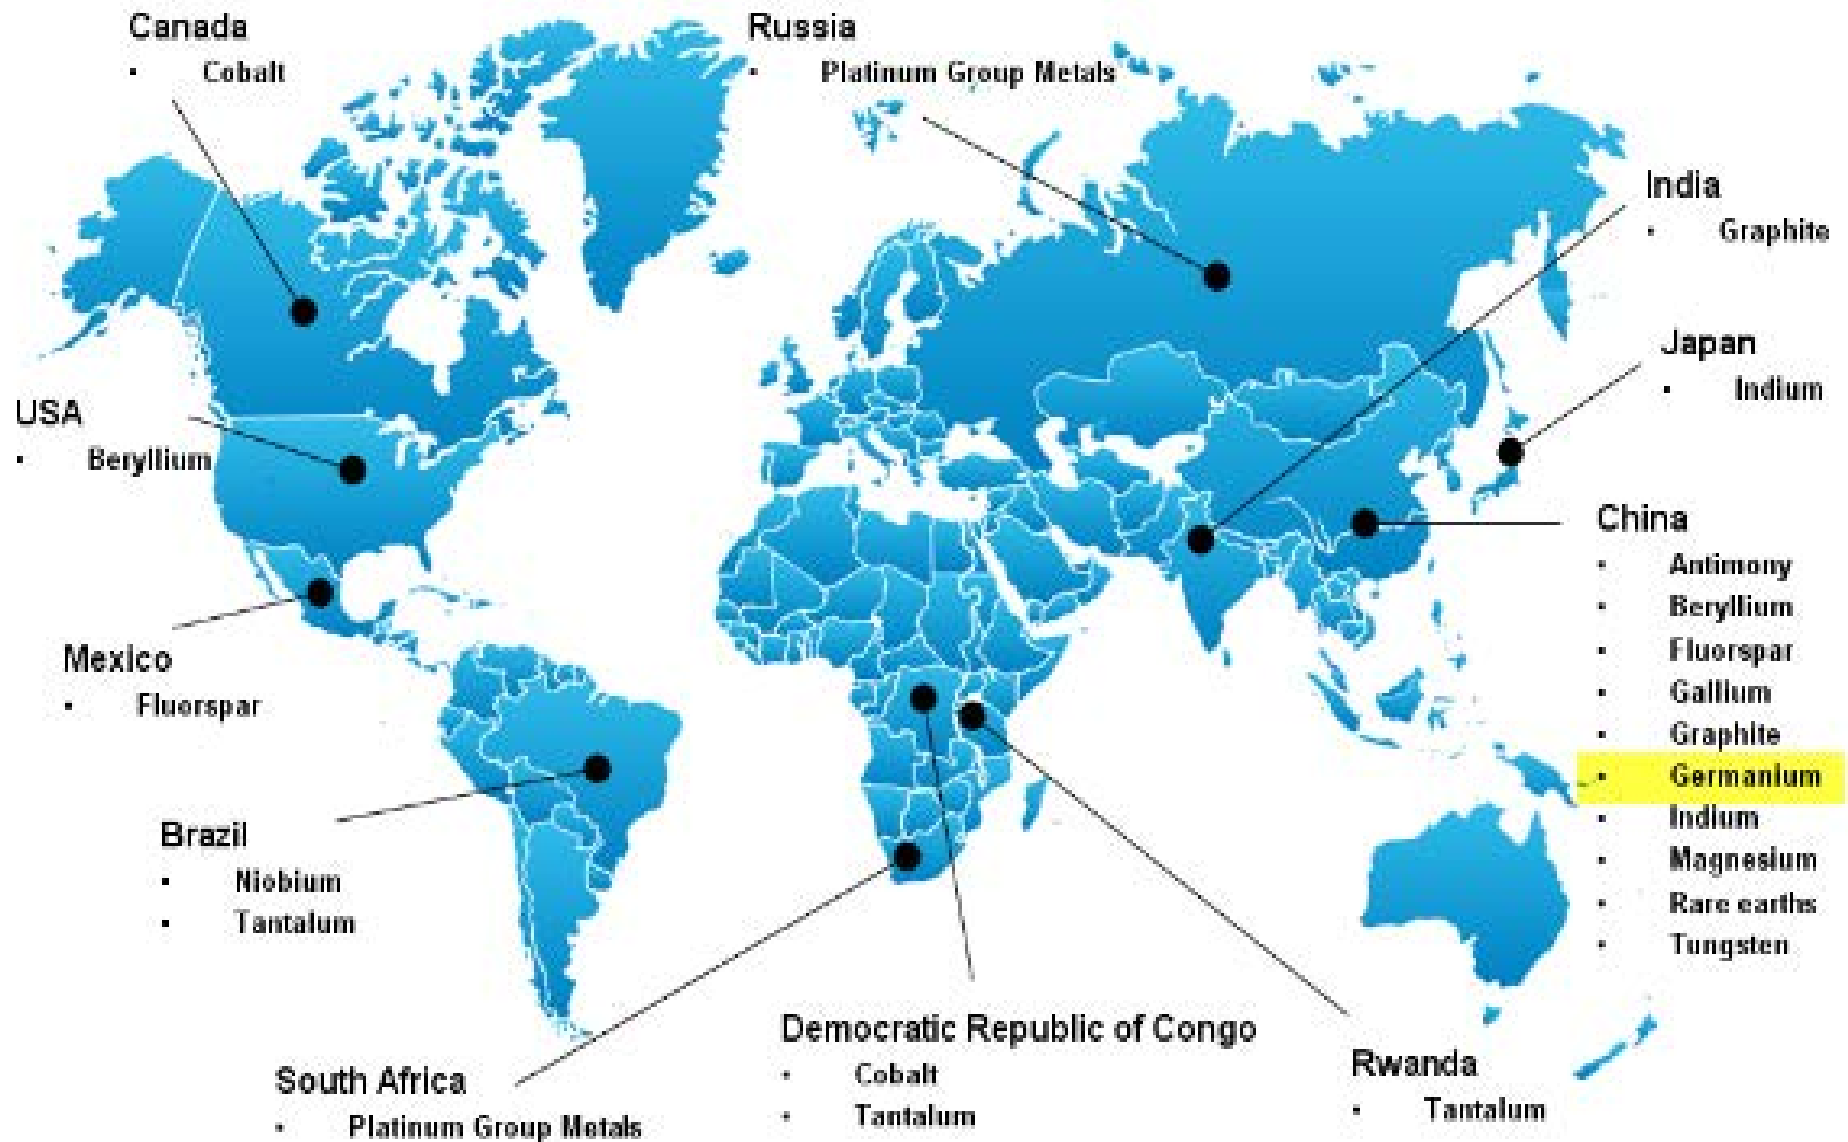 Canada
• Cobalt
Russia
• Platinum Group Metals
India
• Graphite
Japan
• Indium
USA
• Beryllium
China
• Antimony
• Beryllium
• Fluorspar
• Gallium
• Graphite
• Germanium
• Indium
• Magnesium
• Rare earths
• Tungsten
Mexico
• Fluorspar
Brazil
• Niobium
• Tantalum
South Africa
• Platinum Group Metals
Democratic Republic of Congo
• Cobalt
• Tantalum
Rwanda
• Tantalum